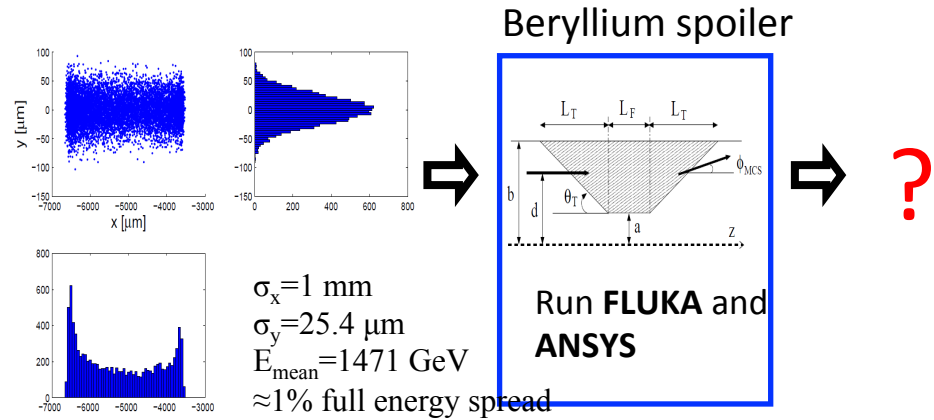 Beryllium spoiler
100
50
0
−50
−100
−150
−7000 −6000 −5000 −4000 −3000
x [μm]
y [μm]
100
50
0
−50
−100
−150
0 200 400 600 800
L_T L_F L_T
b
d
θ_T
a
ϕ_MCS
z
Run FLUKA and
ANSYS
?
800
600
400
200
0
−7000 −6000 −5000 −4000 −3000
σ_x=1 mm
σ_y=25.4 μm
E_mean=1471 GeV
≈1% full energy spread